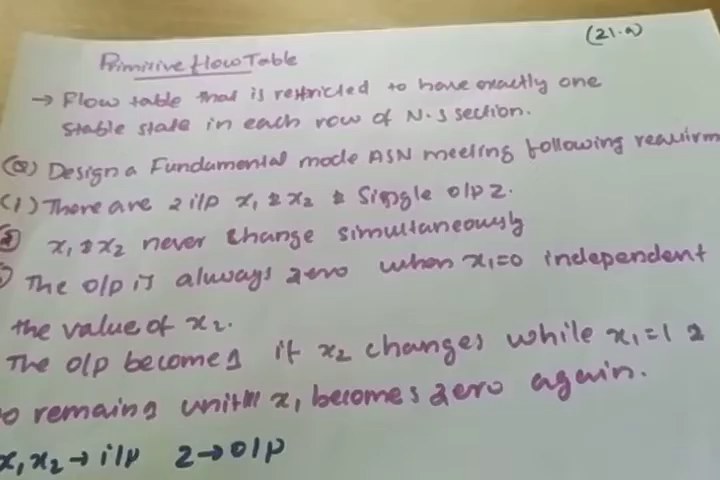 (21.a)
Primitive flow Table
→ Flow table that is restricted to have exactly one
stable state in each row of N.S section.
(Q) Design a Fundamental mode ASN meeting following requirm
(1) There are 2 i/p x₁ & x₂ & Single o/p z.
x₁ & x₂ never change simultaneously
The o/p is always zero when x₁=0 independent
the value of x₂.
The o/p becomes 1 if x₂ changes while x₁=1 &
remains until x₁ becomes zero again.
x₁x₂ → i/p z → o/p